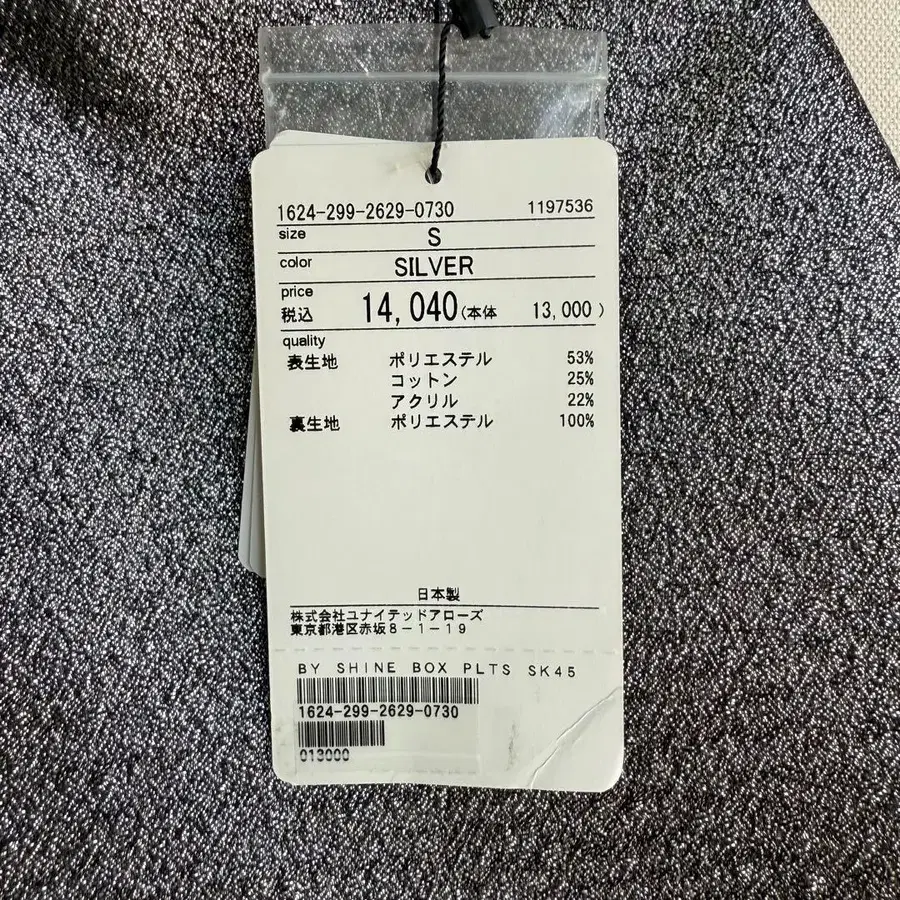 1624-299-2629-0730 1197536
size S
color SILVER
price
税込 14,040(本体 13,000)
quality
表生地 ポリエステル 53%
コットン 25%
アクリル 22%
裏生地 ポリエステル 100%
日本製
株式会社ユナイテッドアローズ
東京都港区赤坂8-1-19
BY SHINE BOX PLTS SK45
1624-299-2629-0730
013000